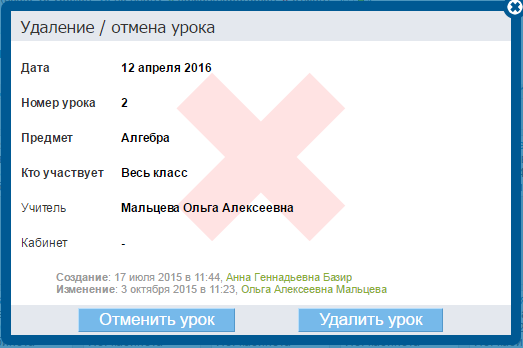 Удаление / отмена урока
Дата 12 апреля 2016
Номер урока 2
Предмет Алгебра
Кто участвует Весь класс
Учитель Мальцева Ольга Алексеевна
Кабинет -
Создание: 17 июля 2015 в 11:44, Анна Геннадьевна Базир
Изменение: 3 октября 2015 в 11:23, Ольга Алексеевна Мальцева
Отменить урок Удалить урок